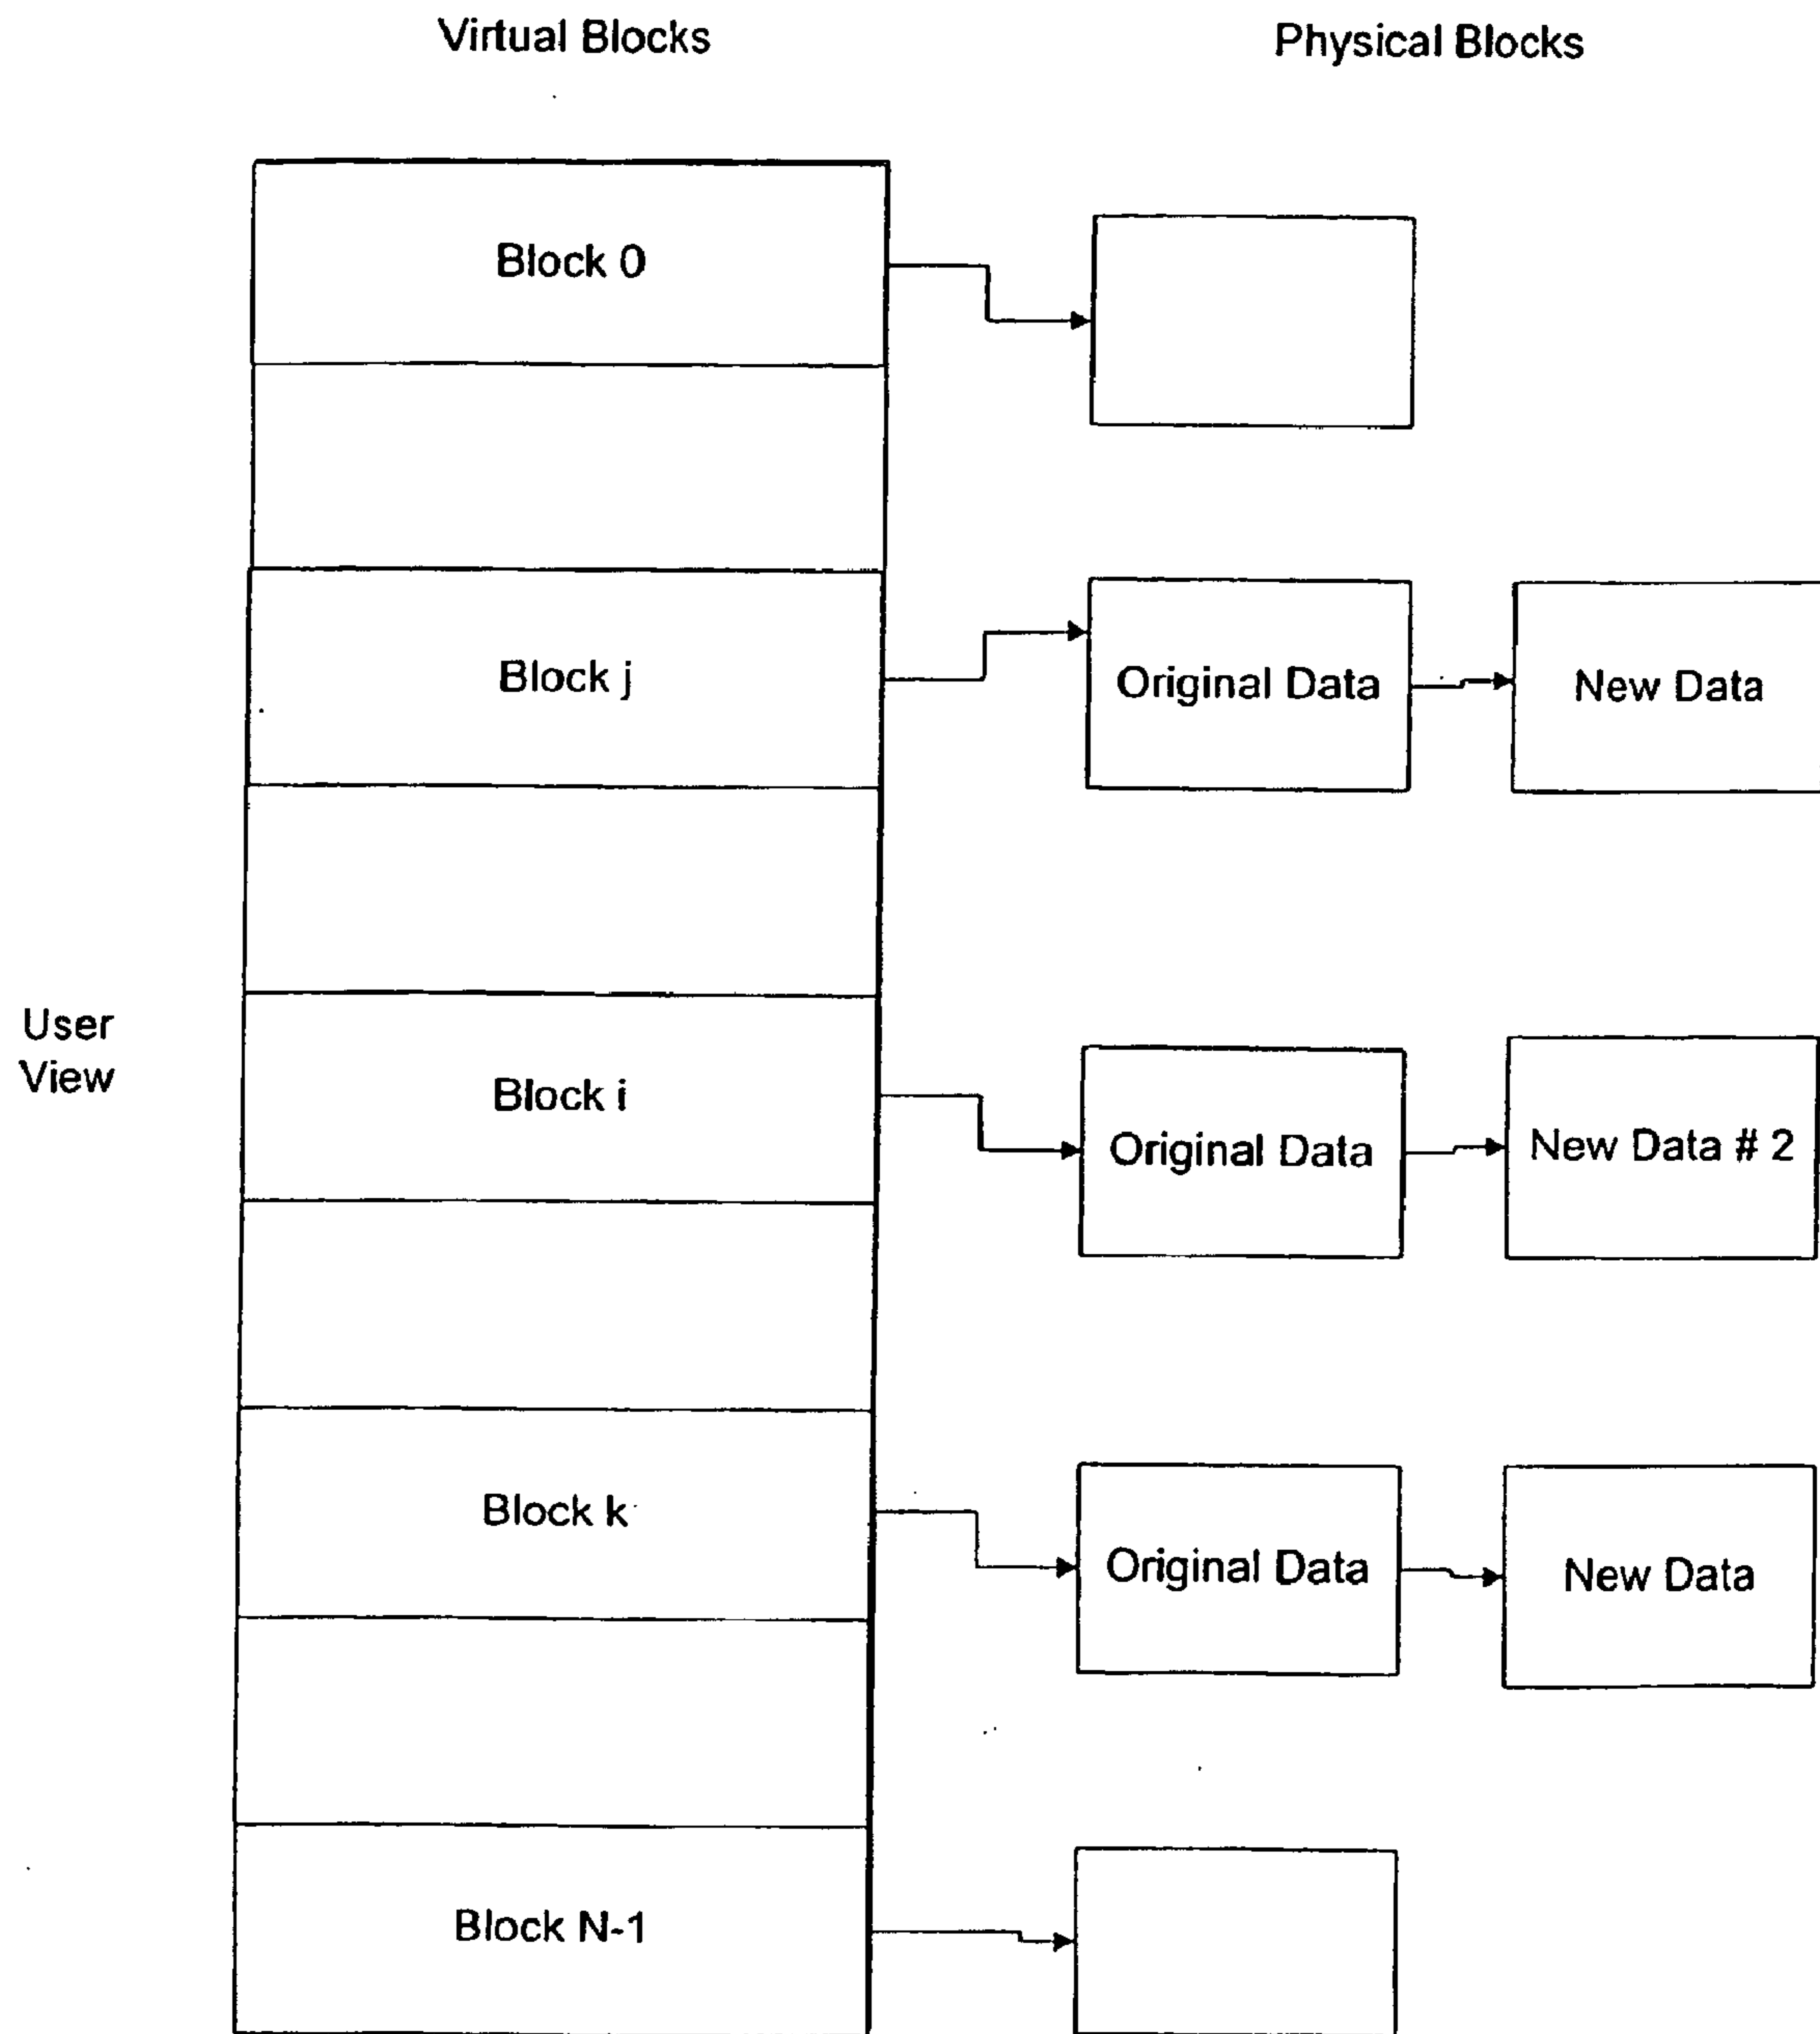 Virtual Blocks
Physical Blocks
Block 0
Block j
Original Data
New Data
User
View
Block i
Original Data
New Data # 2
Block k
Original Data
New Data
Block N-1